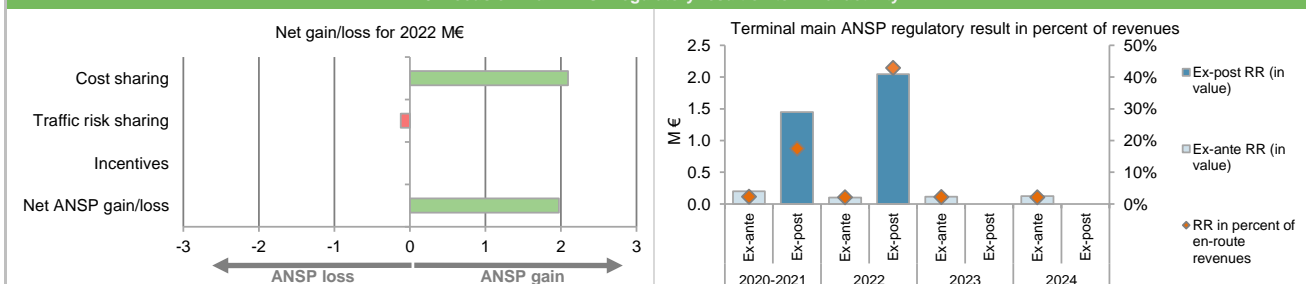 Net gain/loss for 2022 M€
Cost sharing
Traffic risk sharing
Incentives
Net ANSP gain/loss
-3 -2 -1 0 1 2 3
ANSP loss ANSP gain
Terminal main ANSP regulatory result in percent of revenues
M €
2.5
2.0
1.5
1.0
0.5
0.0
50%
40%
30%
20%
10%
0%
Ex-ante Ex-post Ex-ante Ex-post Ex-ante Ex-post Ex-ante Ex-post
2020-2021 2022 2023 2024
Ex-post RR (in
value)
Ex-ante RR (in
value)
RR in percent of
en-route
revenues